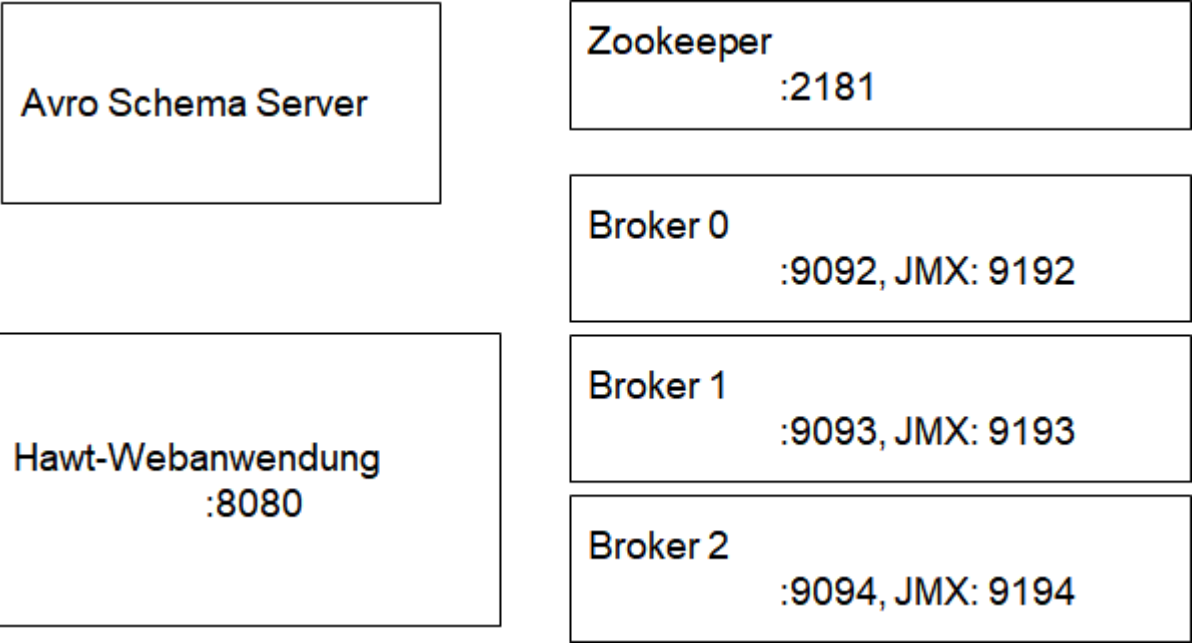 Avro Schema Server
Zookeeper
:2181
Broker 0
:9092, JMX: 9192
Hawt-Webanwendung
:8080
Broker 1
:9093, JMX: 9193
Broker 2
:9094, JMX: 9194